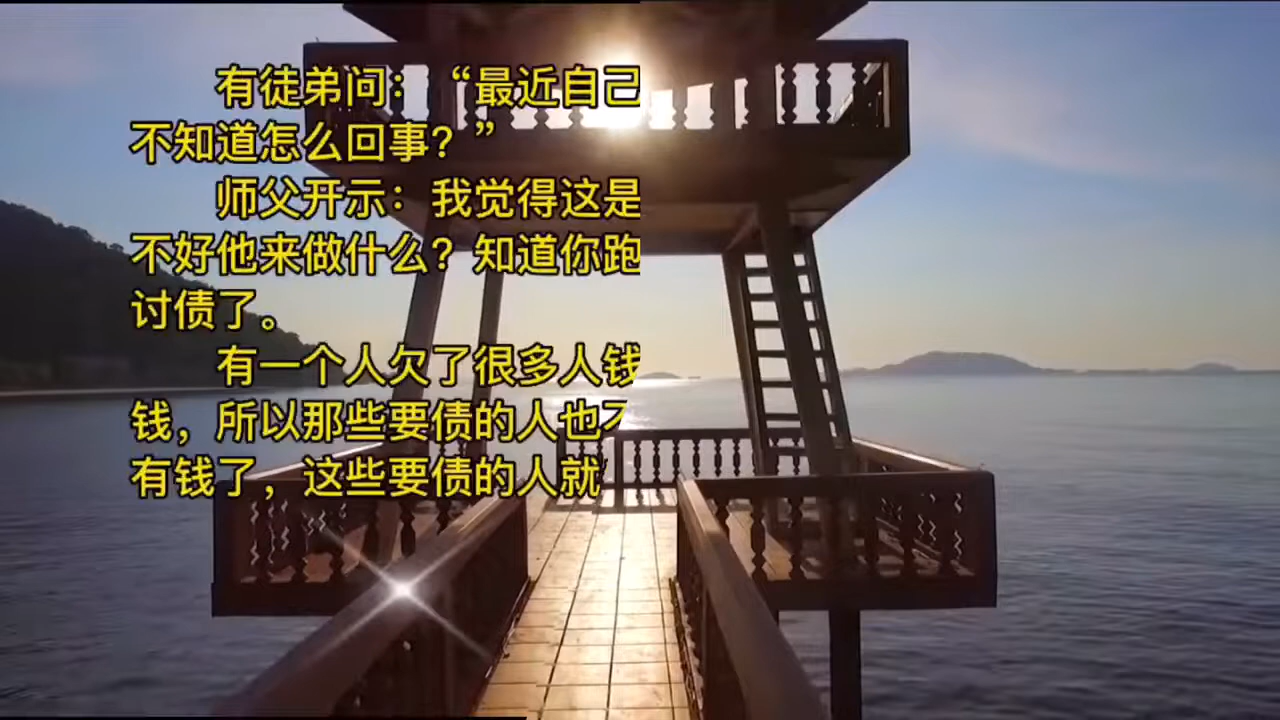 有徒弟问：“最近自己
不知道怎么回事？”
师父开示：我觉得这是
不好他来做什么？知道你跑
讨债了。
有一个人欠了很多人钱
钱，所以那些要债的人也不
有钱了，这些要债的人就